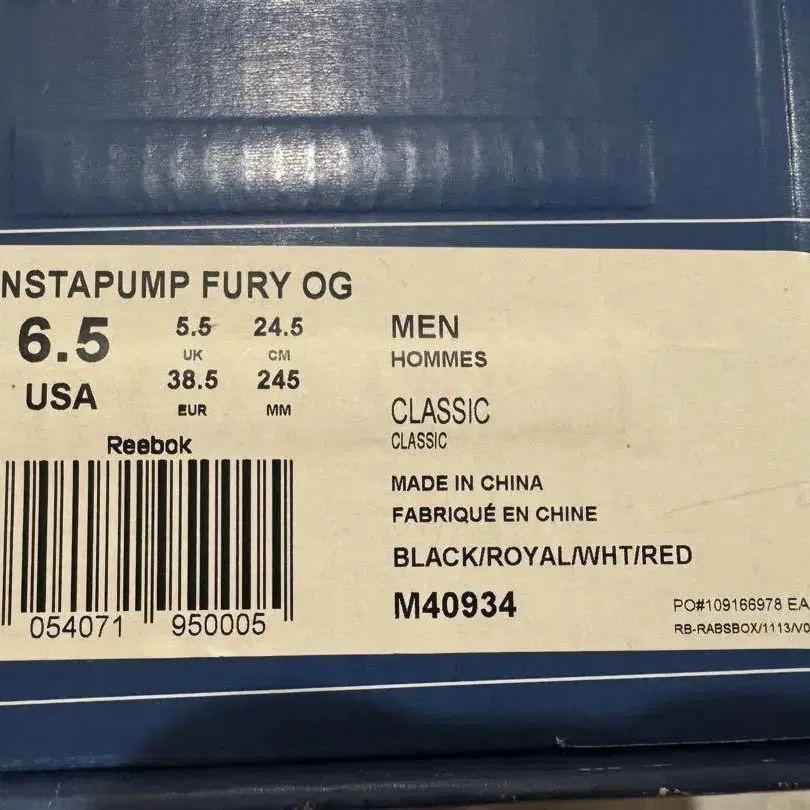 NSTAPUMP FURY OG
6.5
USA
5.5 24.5
UK CM
38.5 245
EUR MM
Reebok
054071 950005
MEN
HOMMES
CLASSIC
CLASSIC
MADE IN CHINA
FABRIQUÉ EN CHINE
BLACK/ROYAL/WHT/RED
M40934
PO#109166978 EA
RB-RABSBOX/1113/V0